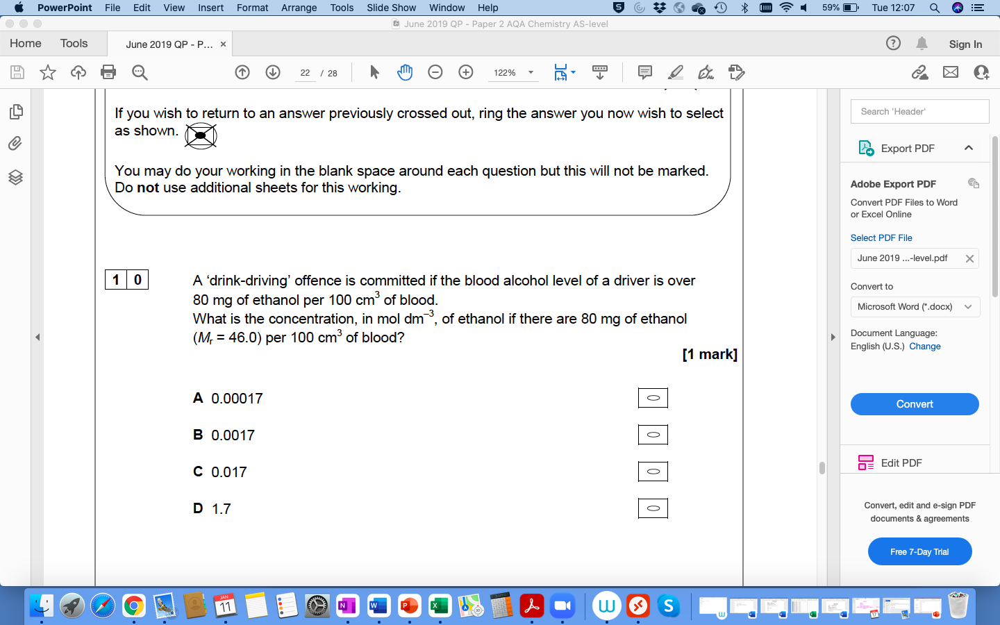 PowerPoint File Edit View Insert Format Arrange Tools Slide Show Window Help 59% Tue 12:07
June 2019 QP - Paper 2 AQA Chemistry AS-level
Home Tools June 2019 QP - P... × Sign In
22 / 28 122%
If you wish to return to an answer previously crossed out, ring the answer you now wish to select
as shown.
You may do your working in the blank space around each question but this will not be marked.
Do not use additional sheets for this working.
1 0
A ‘drink-driving’ offence is committed if the blood alcohol level of a driver is over
80 mg of ethanol per 100 cm³ of blood.
What is the concentration, in mol dm⁻³, of ethanol if there are 80 mg of ethanol
(Mᵣ = 46.0) per 100 cm³ of blood?
[1 mark]
A 0.00017
B 0.0017
C 0.017
D 1.7
Search 'Header'
Export PDF
Adobe Export PDF
Convert PDF Files to Word
or Excel Online
Select PDF File
June 2019 ...-level.pdf
Convert to
Microsoft Word (*.docx)
Document Language:
English (U.S.) Change
Convert
Edit PDF
Convert, edit and e-sign PDF
documents & agreements
Free 7-Day Trial
JAN
11